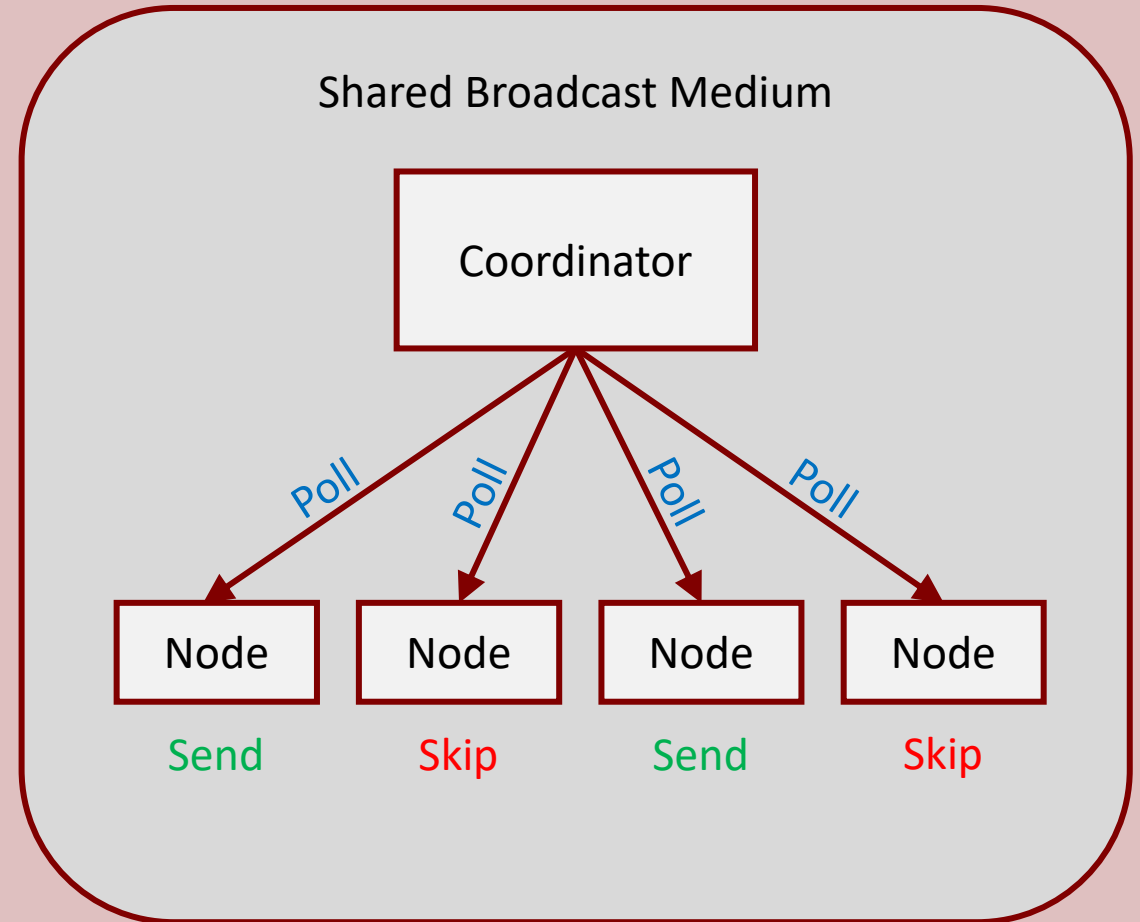 Shared Broadcast Medium
Coordinator
Poll
Poll
Poll
Poll
Node
Node
Node
Node
Send
Skip
Send
Skip